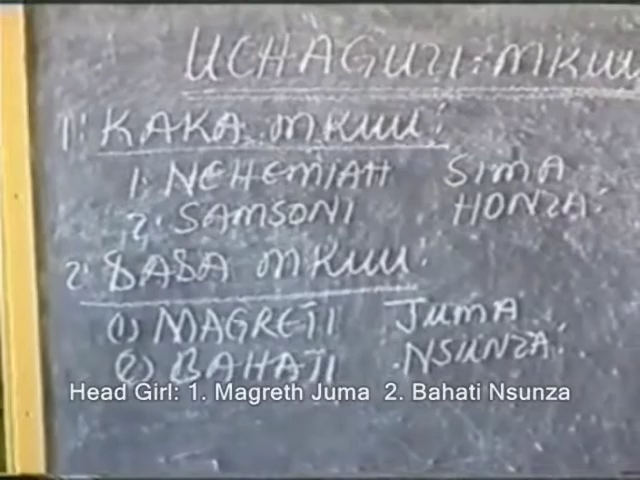 UCHAGUZI: MKUU
1: KAKA MKUU:
1. NEHEMIAH SIMA
2. SAMSONI HONZA.
2. DADA MKUU.
(1) MAGRETI JUMA
(2) BAHATI NSUNZA.
Head Girl: 1. Magreth Juma 2. Bahati Nsunza